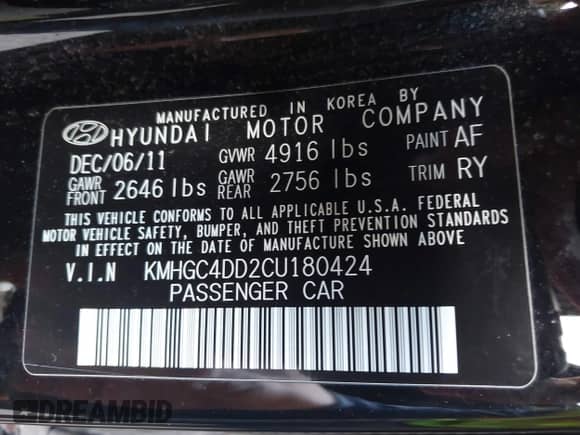 MANUFACTURED IN KOREA BY
HYUNDAI MOTOR COMPANY
DEC/06/11 GVWR 4916 lbs PAINT AF
GAWR FRONT 2646 lbs GAWR REAR 2756 lbs TRIM RY
THIS VEHICLE CONFORMS TO ALL APPLICABLE U.S.A. FEDERAL
MOTOR VEHICLE SAFETY, BUMPER, AND THEFT PREVENTION STANDARDS
IN EFFECT ON THE DATE OF MANUFACTURE SHOWN ABOVE
V.I.N KMHGC4DD2CU180424
PASSENGER CAR
DREAMBID